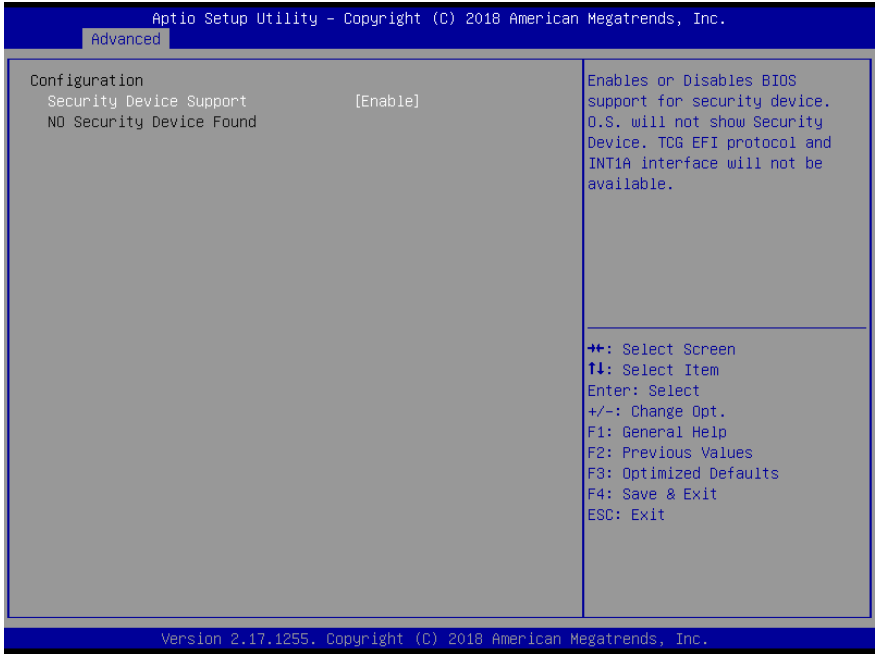 Aptio Setup Utility – Copyright (C) 2018 American Megatrends, Inc.
Advanced
Configuration
Security Device Support [Enable]
NO Security Device Found
Enables or Disables BIOS
support for security device.
O.S. will not show Security
Device. TCG EFI protocol and
INT1A interface will not be
available.
→←: Select Screen
↑↓: Select Item
Enter: Select
+/-: Change Opt.
F1: General Help
F2: Previous Values
F3: Optimized Defaults
F4: Save & Exit
ESC: Exit
Version 2.17.1255. Copyright (C) 2018 American Megatrends, Inc.